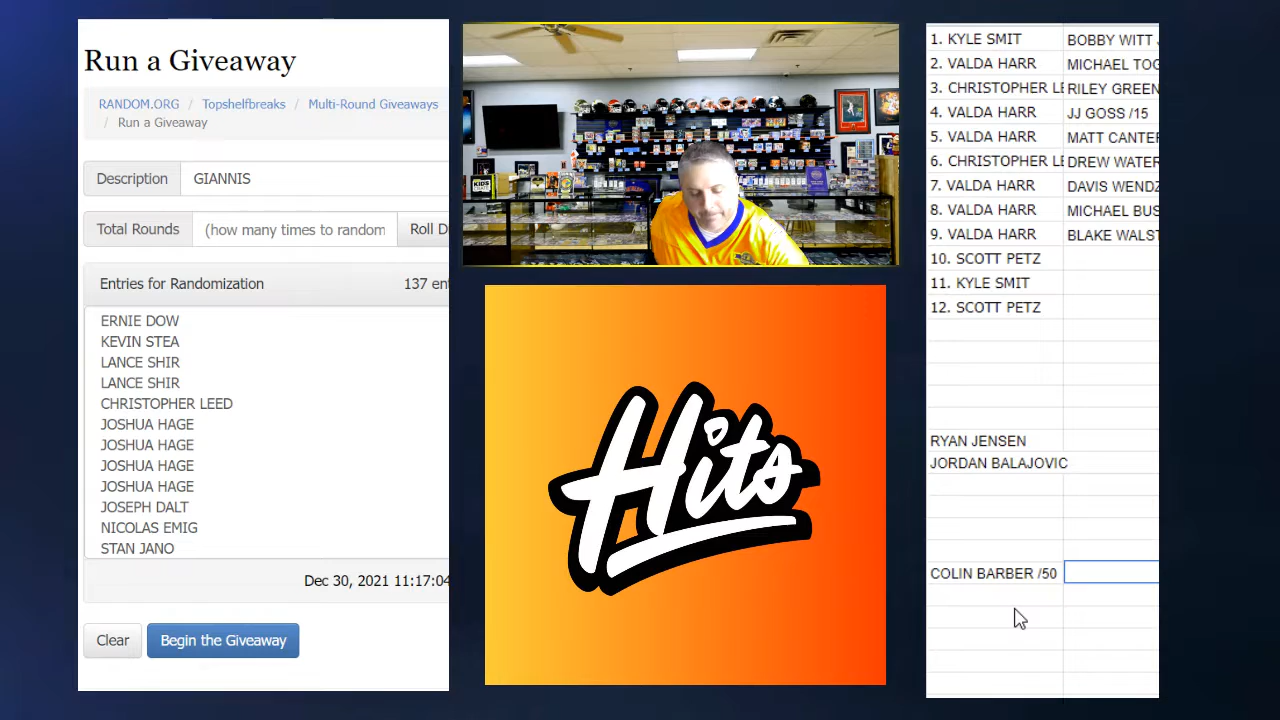 Run a Giveaway
RANDOM.ORG / Topshelfbreaks / Multi-Round Giveaways
/ Run a Giveaway
Description GIANNIS
Total Rounds (how many times to random Roll D
Entries for Randomization 137 ent
ERNIE DOW
KEVIN STEA
LANCE SHIR
LANCE SHIR
CHRISTOPHER LEED
JOSHUA HAGE
JOSHUA HAGE
JOSHUA HAGE
JOSHUA HAGE
JOSEPH DALT
NICOLAS EMIG
STAN JANO
Dec 30, 2021 11:17:04
Clear Begin the Giveaway
KIDS
Hits
1. KYLE SMIT BOBBY WITT
2. VALDA HARR MICHAEL TOG
3. CHRISTOPHER LE RILEY GREEN
4. VALDA HARR JJ GOSS /15
5. VALDA HARR MATT CANTER
6. CHRISTOPHER LE DREW WATER
7. VALDA HARR DAVIS WENDZ
8. VALDA HARR MICHAEL BUS
9. VALDA HARR BLAKE WALST
10. SCOTT PETZ
11. KYLE SMIT
12. SCOTT PETZ
RYAN JENSEN
JORDAN BALAJOVIC
COLIN BARBER /50